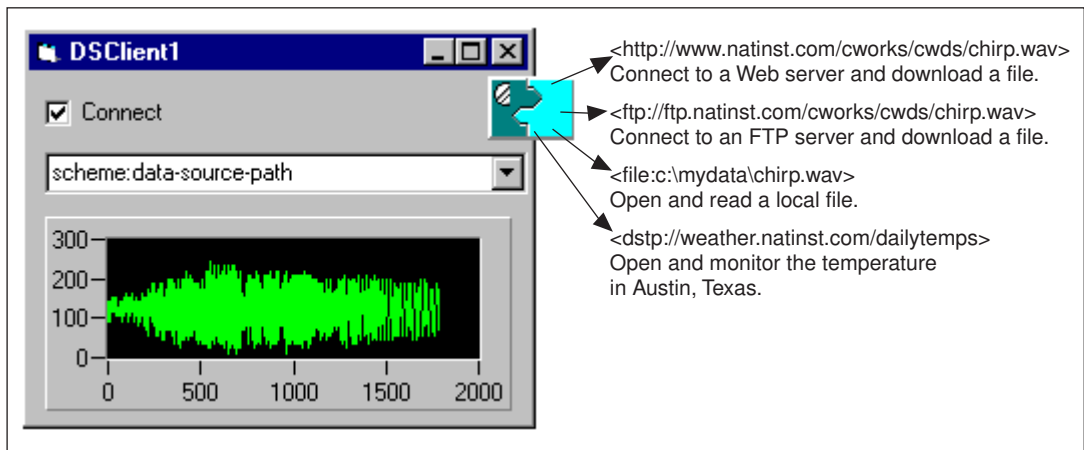 DSClient1
Connect
scheme:data-source-path
300
200
100
0
0 500 1000 1500 2000
<http://www.natinst.com/cworks/cwds/chirp.wav>
Connect to a Web server and download a file.
<ftp://ftp.natinst.com/cworks/cwds/chirp.wav>
Connect to an FTP server and download a file.
<file:c:\mydata\chirp.wav>
Open and read a local file.
<dstp://weather.natinst.com/dailytemps>
Open and monitor the temperature
in Austin, Texas.